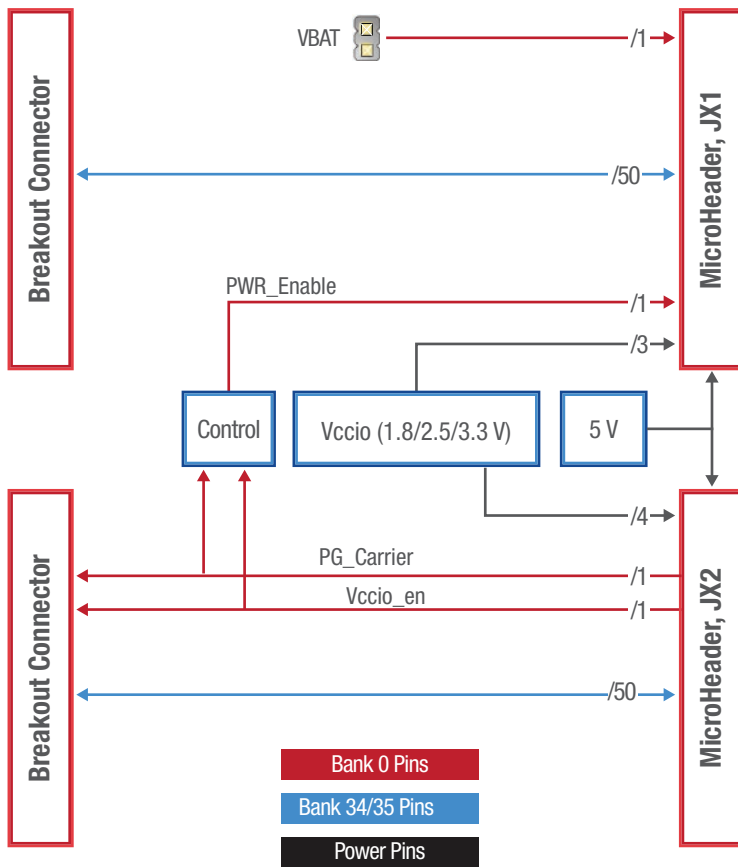 VBAT
/1
Breakout Connector
MicroHeader, JX1
/50
PWR_Enable
/1
/3
Control
Vccio (1.8/2.5/3.3 V)
5 V
/4
Breakout Connector
MicroHeader, JX2
PG_Carrier
/1
Vccio_en
/1
/50
Bank 0 Pins
Bank 34/35 Pins
Power Pins